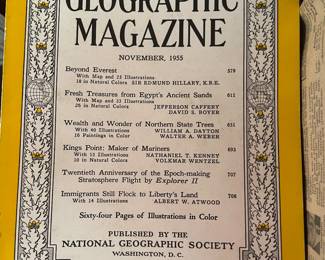 GEOGRAPHIC
MAGAZINE
NOVEMBER, 1955
Beyond Everest 579
With Map and 23 Illustrations
18 in Natural Colors SIR EDMUND HILLARY, K.B.E.
Fresh Treasures from Egypt's Ancient Sands 611
With Map and 33 Illustrations
26 in Natural Colors JEFFERSON CAFFERY
DAVID S. BOYER
Wealth and Wonder of Northern State Trees 651
With 40 Illustrations WILLIAM A. DAYTON
16 Paintings in Color WALTER A. WEBER
Kings Point: Maker of Mariners 693
With 11 Illustrations NATHANIEL T. KENNEY
10 in Natural Colors VOLKMAR WENTZEL
Twentieth Anniversary of the Epoch-making 707
Stratosphere Flight by Explorer II
Immigrants Still Flock to Liberty's Land 708
With 14 Illustrations ALBERT W. ATWOOD
Sixty-four Pages of Illustrations in Color
PUBLISHED BY THE
NATIONAL GEOGRAPHIC SOCIETY
WASHINGTON, D. C.